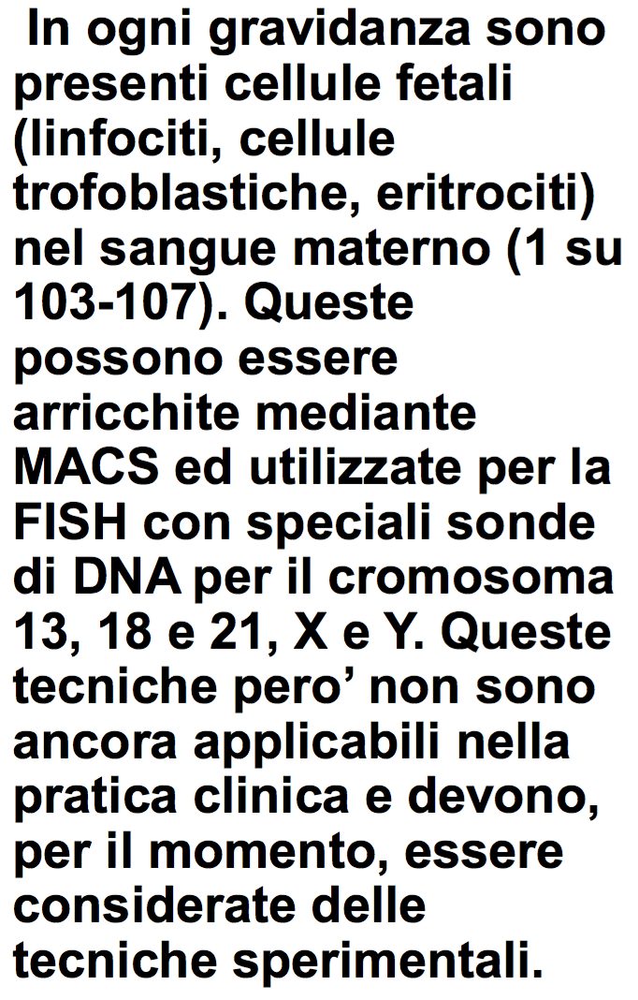 In ogni gravidanza sono
presenti cellule fetali
(linfociti, cellule
trofoblastiche, eritrociti)
nel sangue materno (1 su
103-107). Queste
possono essere
arricchite mediante
MACS ed utilizzate per la
FISH con speciali sonde
di DNA per il cromosoma
13, 18 e 21, X e Y. Queste
tecniche pero’ non sono
ancora applicabili nella
pratica clinica e devono,
per il momento, essere
considerate delle
tecniche sperimentali.